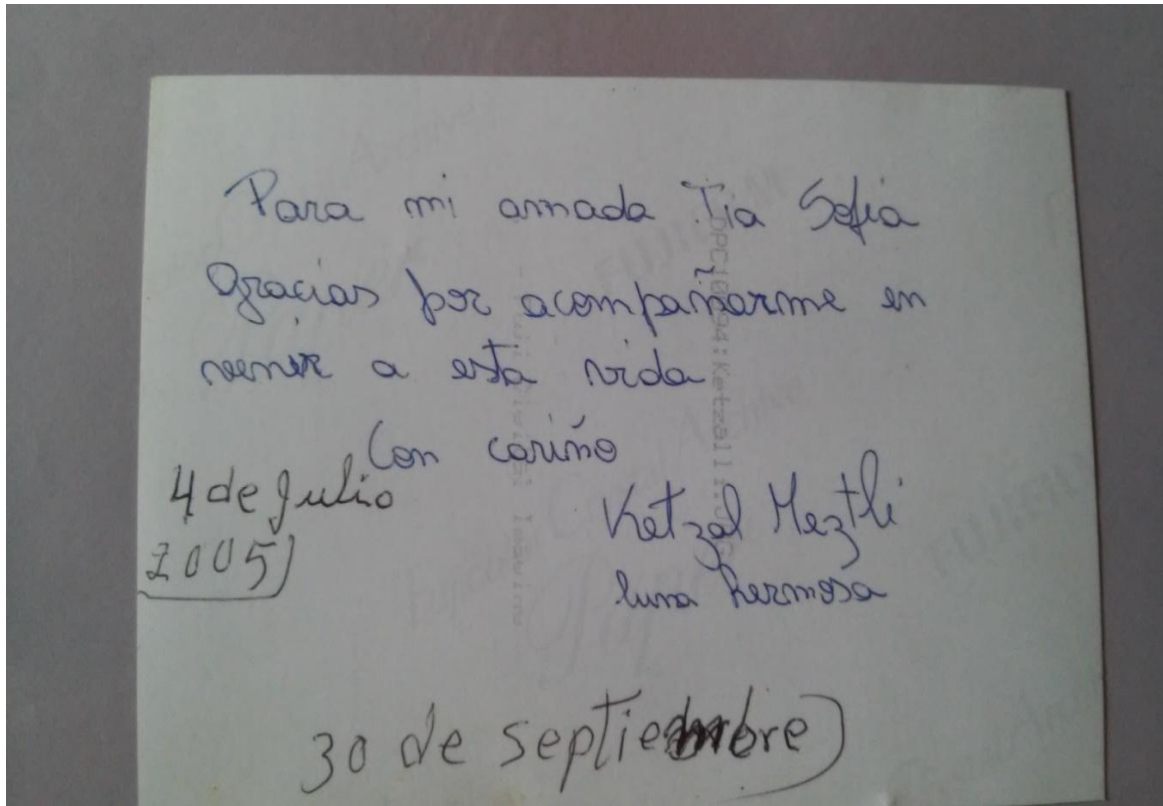 Para mi amada Tia Sofia
Gracias por acompañarme en
venir a esta vida
Con cariño
4 de Julio
2005
Ketzal Meztli
luna hermosa
30 de septiembre